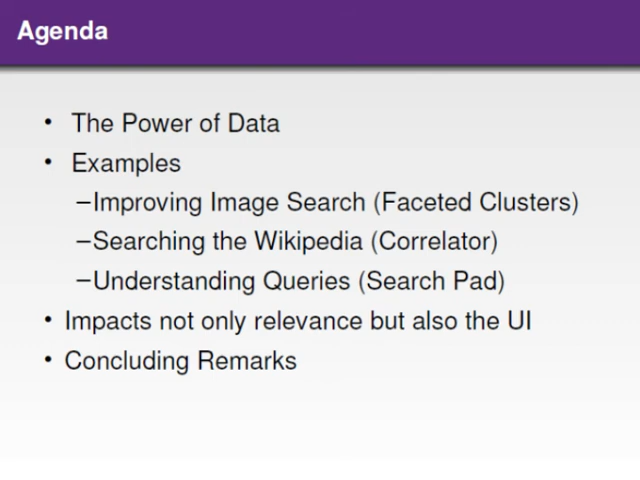 Agenda
• The Power of Data
• Examples
–Improving Image Search (Faceted Clusters)
–Searching the Wikipedia (Correlator)
–Understanding Queries (Search Pad)
• Impacts not only relevance but also the UI
• Concluding Remarks